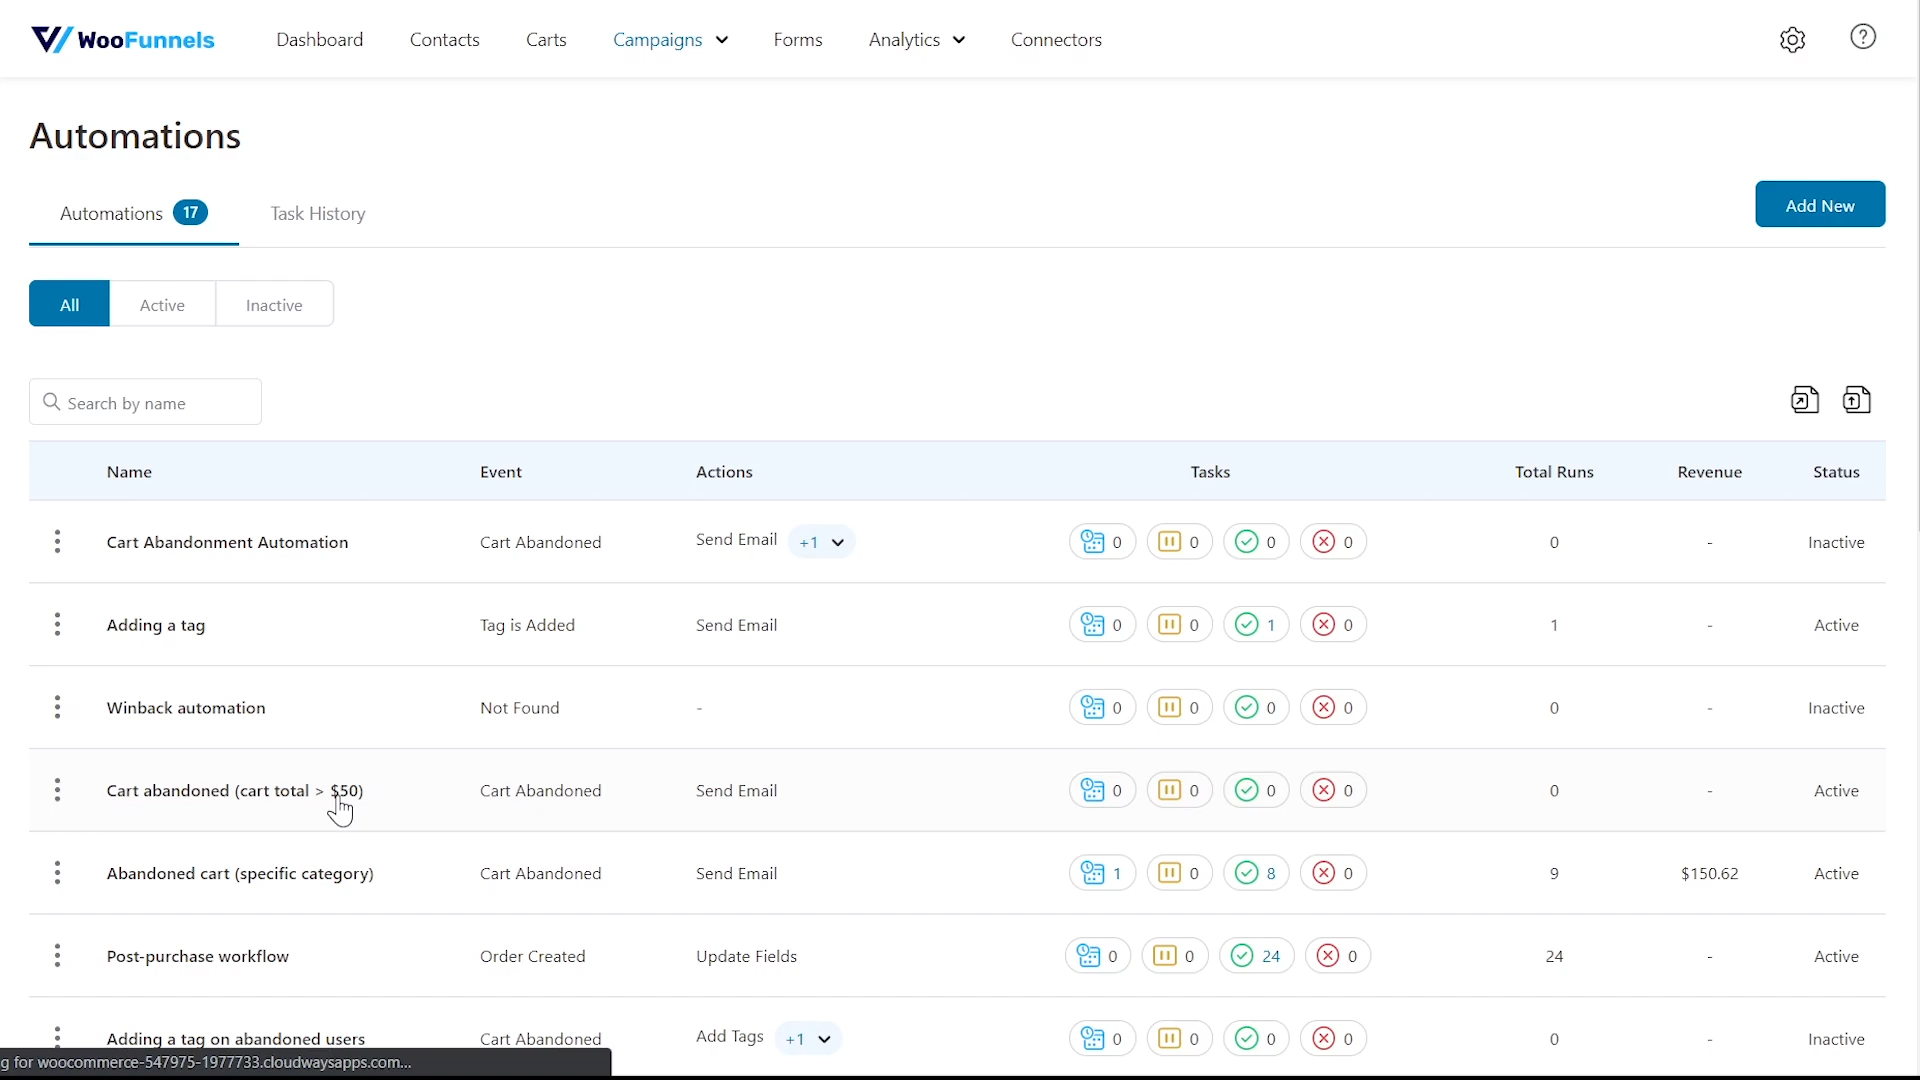 WooFunnels Dashboard Contacts Carts Campaigns Forms Analytics Connectors
Automations
Automations 17 Task History Add New
All Active Inactive
Search by name
Name Event Actions Tasks Total Runs Revenue Status
Cart Abandonment Automation Cart Abandoned Send Email +1 0 0 0 0 0 - Inactive
Adding a tag Tag is Added Send Email 0 0 1 0 1 - Active
Winback automation Not Found - 0 0 0 0 0 - Inactive
Cart abandoned (cart total > $50) Cart Abandoned Send Email 0 0 0 0 0 - Active
Abandoned cart (specific category) Cart Abandoned Send Email 1 0 8 0 9 $150.62 Active
Post-purchase workflow Order Created Update Fields 0 0 24 0 24 - Active
Adding a tag on abandoned users Cart Abandoned Add Tags +1 0 0 0 0 0 - Inactive
g for woocommerce-547975-1977733.cloudwaysapps.com...